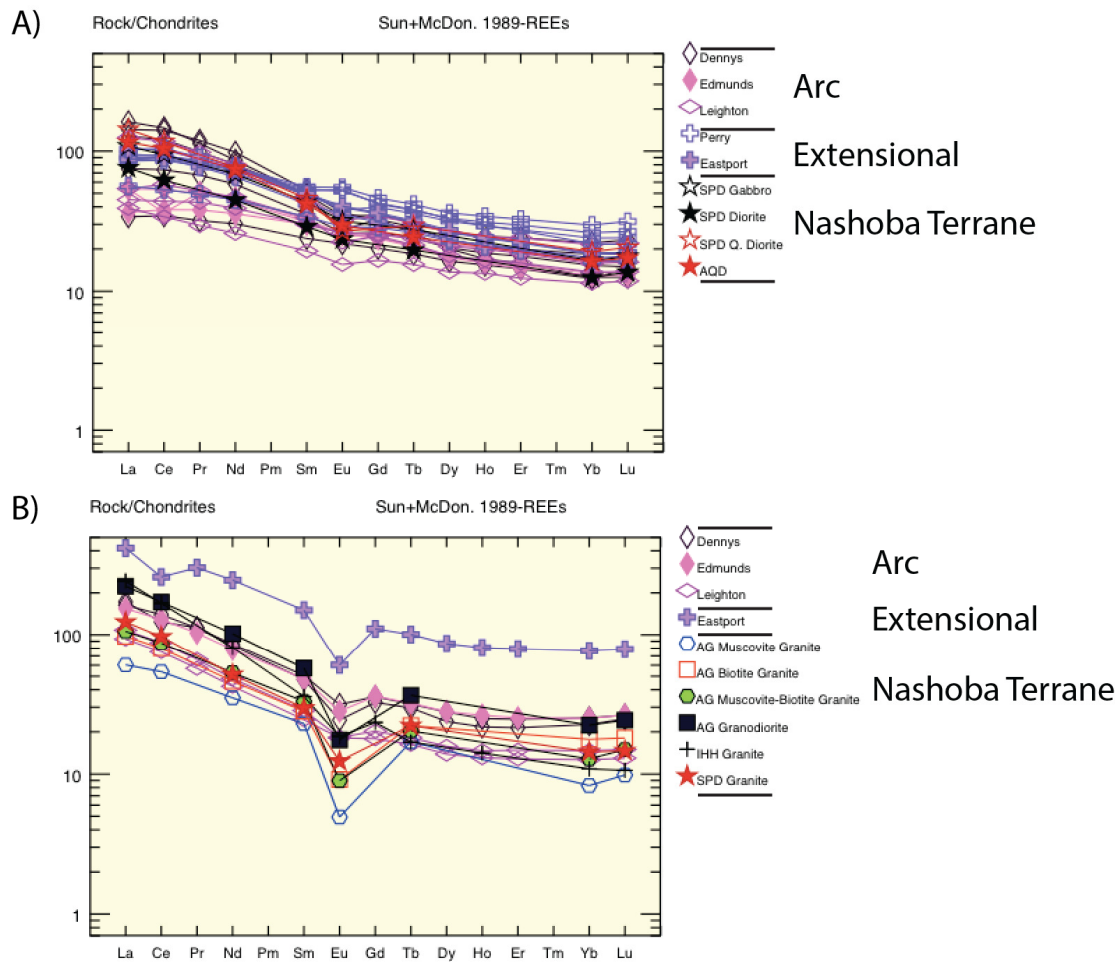 A)
Rock/Chondrites Sun+McDon. 1989-REEs
100
10
1
La Ce Pr Nd Pm Sm Eu Gd Tb Dy Ho Er Tm Yb Lu
Dennys
Edmunds
Leighton
Perry
Eastport
SPD Gabbro
SPD Diorite
SPD Q. Diorite
AQD
Arc
Extensional
Nashoba Terrane
B)
Rock/Chondrites Sun+McDon. 1989-REEs
100
10
1
La Ce Pr Nd Pm Sm Eu Gd Tb Dy Ho Er Tm Yb Lu
Dennys
Edmunds
Leighton
Eastport
AG Muscovite Granite
AG Biotite Granite
AG Muscovite-Biotite Granite
AG Granodiorite
IHH Granite
SPD Granite
Arc
Extensional
Nashoba Terrane